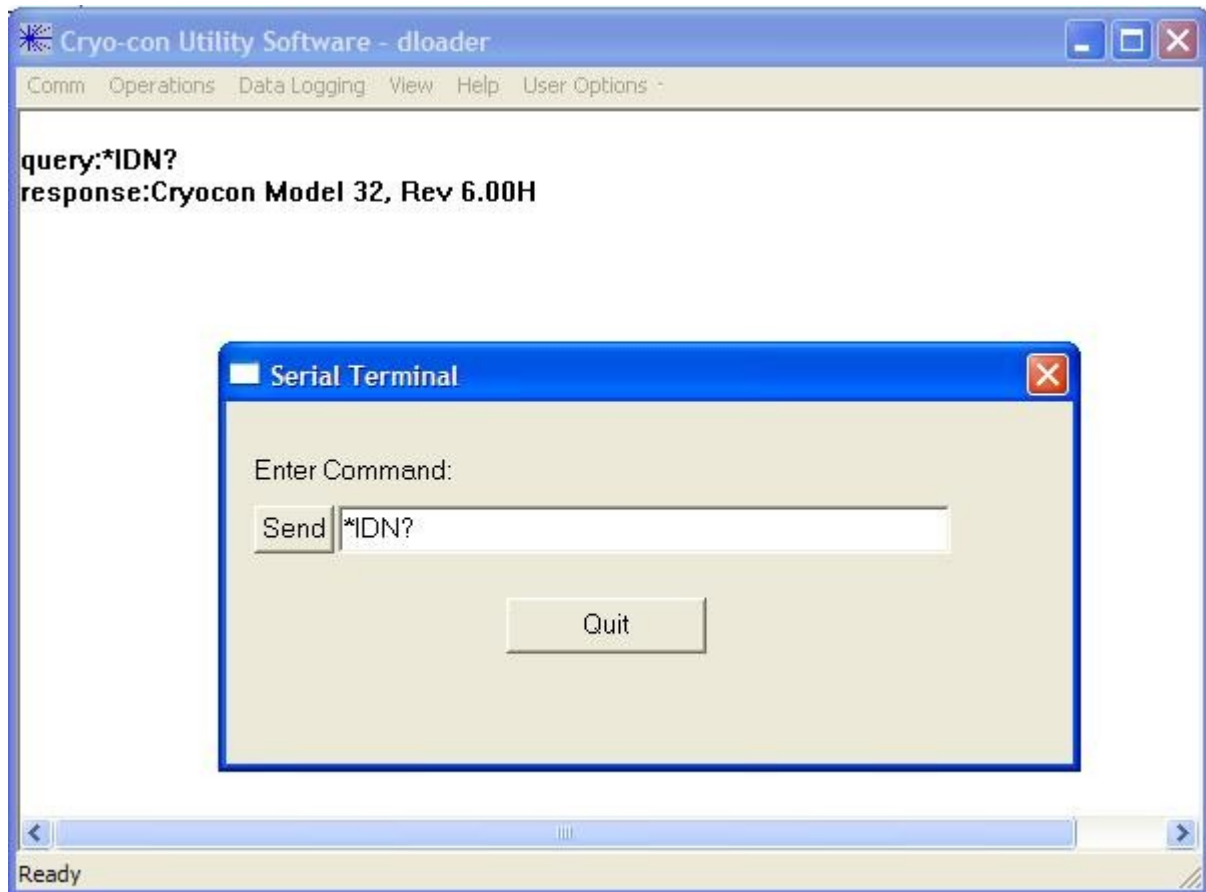 Cryo-con Utility Software - dloader
Comm Operations Data Logging View Help User Options -
query:*IDN?
response:Cryocon Model 32, Rev 6.00H
Serial Terminal
Enter Command:
Send *IDN?
Quit
Ready